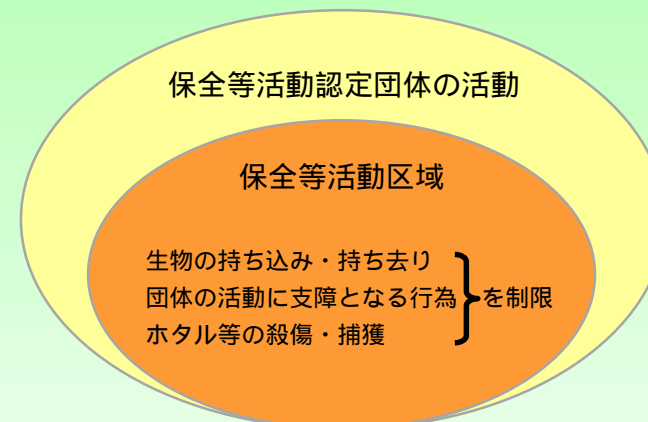 保全等活動認定団体の活動
保全等活動区域
生物の持ち込み・持ち去り
団体の活動に支障となる行為
を制限
ホタル等の殺傷・捕獲